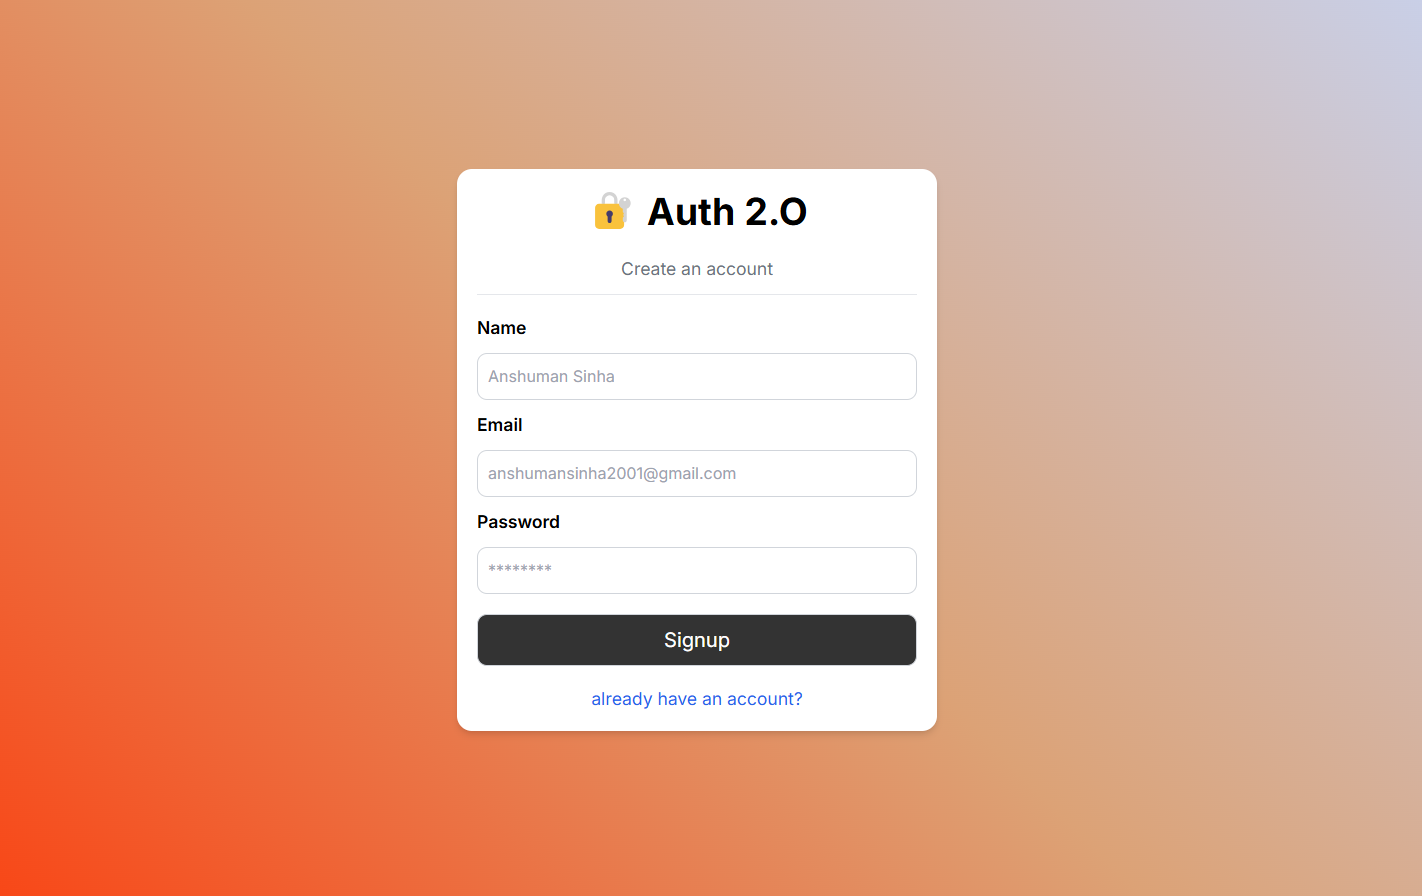 🔐 Auth 2.O
Create an account
Name
Anshuman Sinha
Email
anshumansinha2001@gmail.com
Password
********
Signup
already have an account?